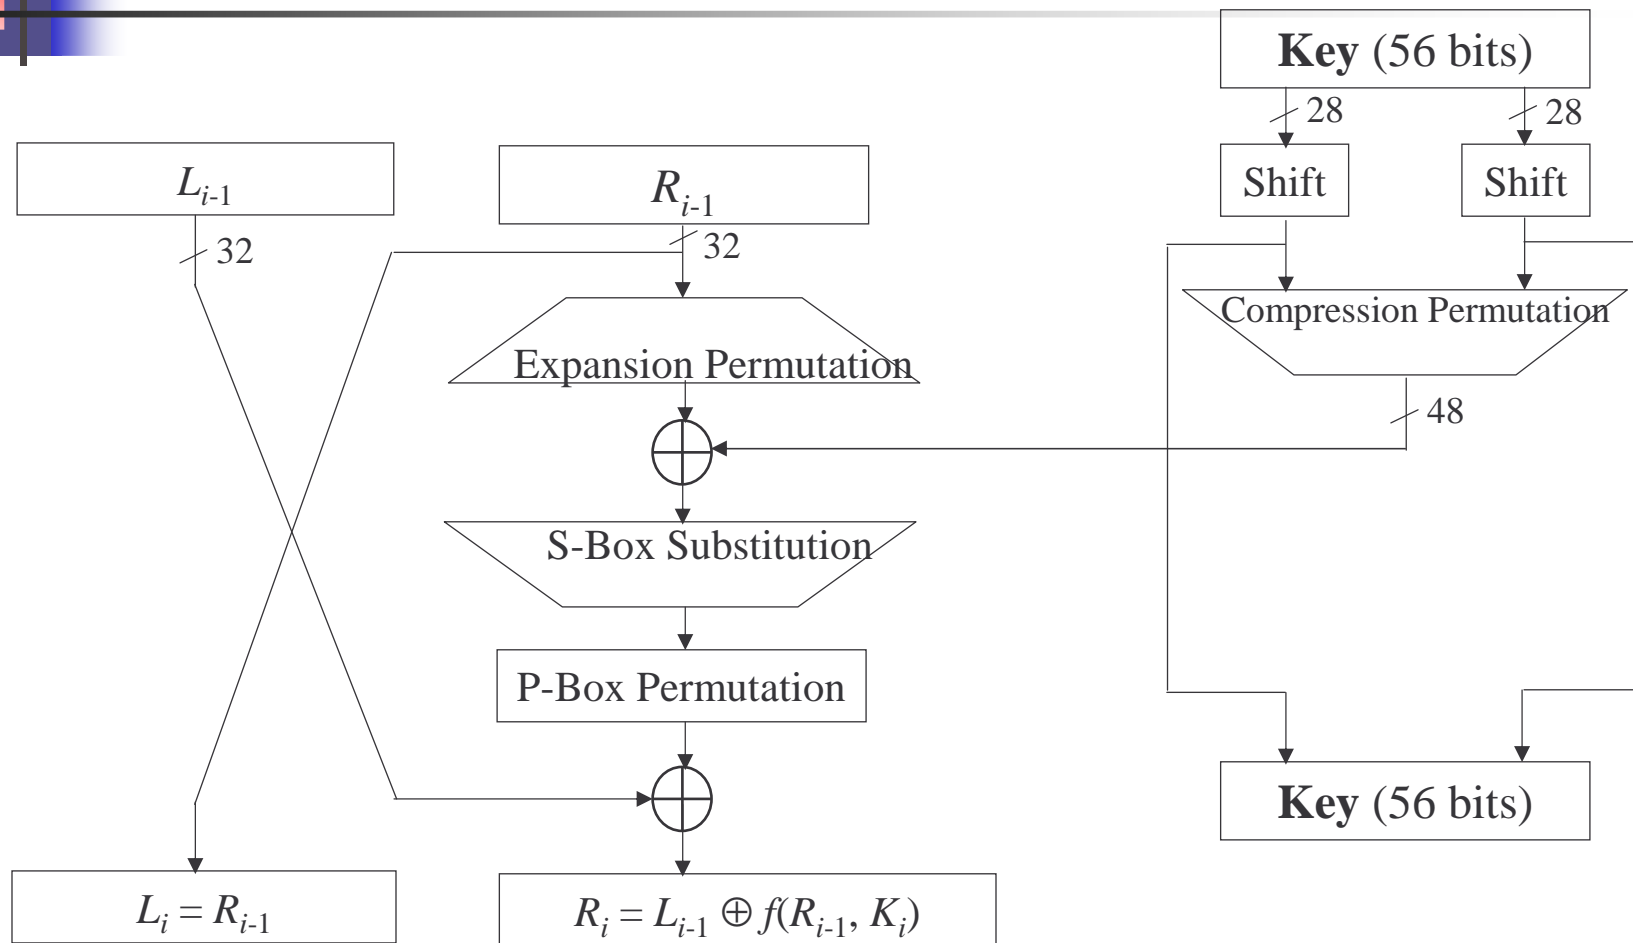 Key (56 bits)
28
28
L_{i-1}
R_{i-1}
Shift
Shift
32
32
Compression Permutation
Expansion Permutation
48
S-Box Substitution
P-Box Permutation
Key (56 bits)
L_i = R_{i-1}
R_i = L_{i-1} ⊕ f(R_{i-1}, K_i)